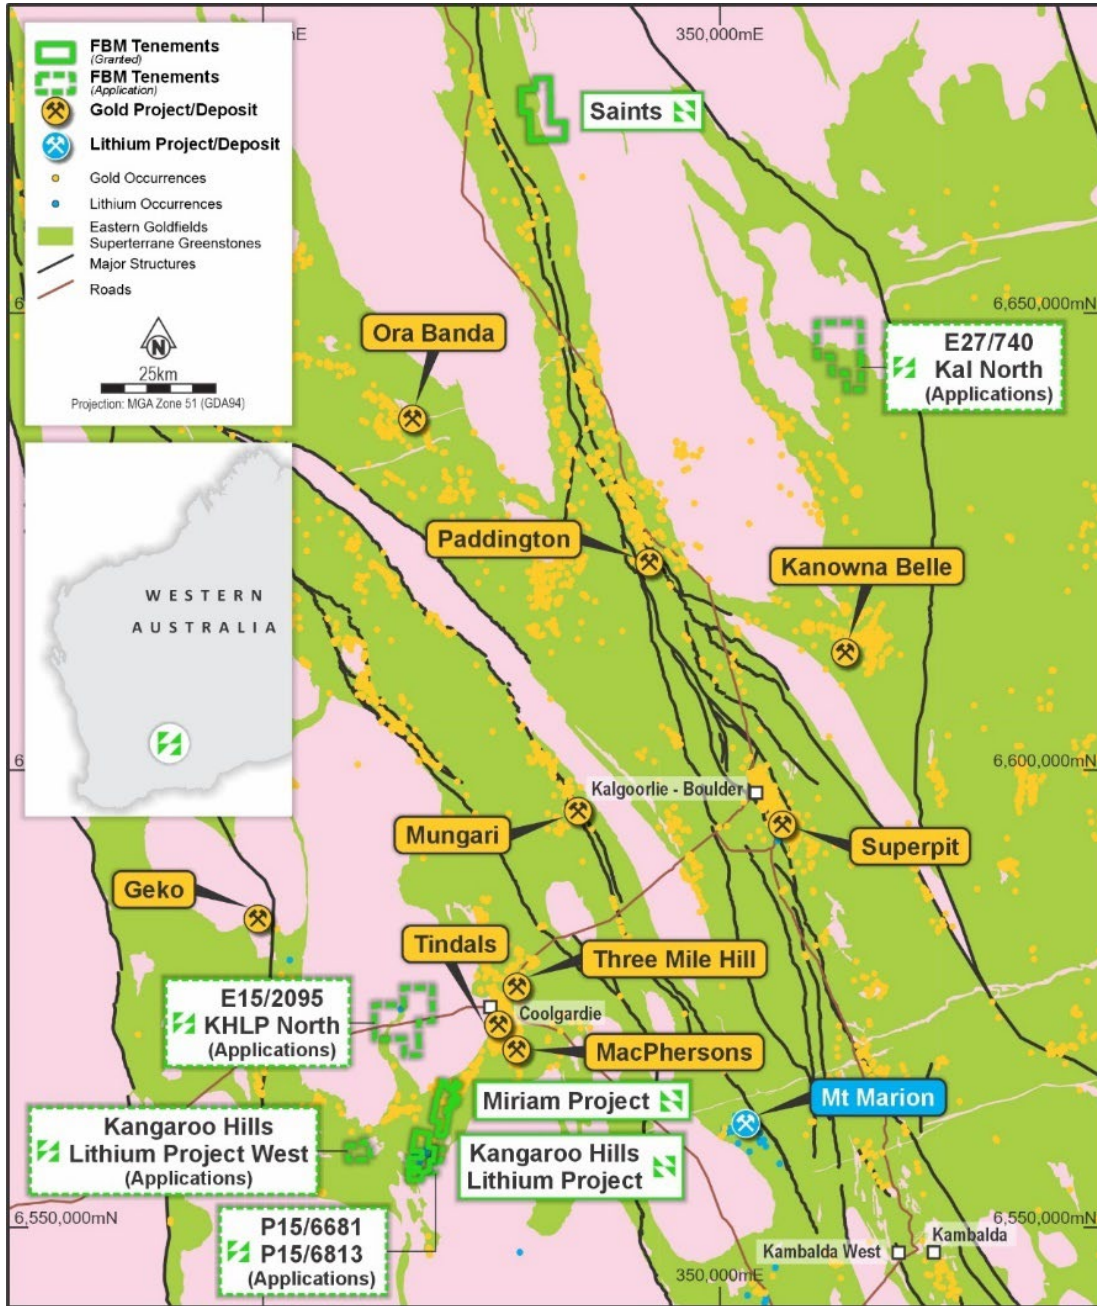 FBM Tenements
(Granted)
FBM Tenements
(Application)
Gold Project/Deposit
Lithium Project/Deposit
Gold Occurrences
Lithium Occurrences
Eastern Goldfields
Superterrane Greenstones
Major Structures
Roads
N
25km
Projection: MGA Zone 51 (GDA94)
mE
350,000mE
Saints
6
6,650,000mN
Ora Banda
E27/740
Kal North
(Applications)
Paddington
Kanowna Belle
WESTERN
AUSTRALIA
6
6,600,000mN
Kalgoorlie - Boulder
Mungari
Superpit
Geko
Tindals
Three Mile Hill
E15/2095
KHLP North
(Applications)
Coolgardie
MacPhersons
Miriam Project
Mt Marion
Kangaroo Hills
Lithium Project West
(Applications)
Kangaroo Hills
Lithium Project
6,550,000mN
P15/6681
P15/6813
(Applications)
6,550,000mN
Kambalda West
Kambalda
350,000mE